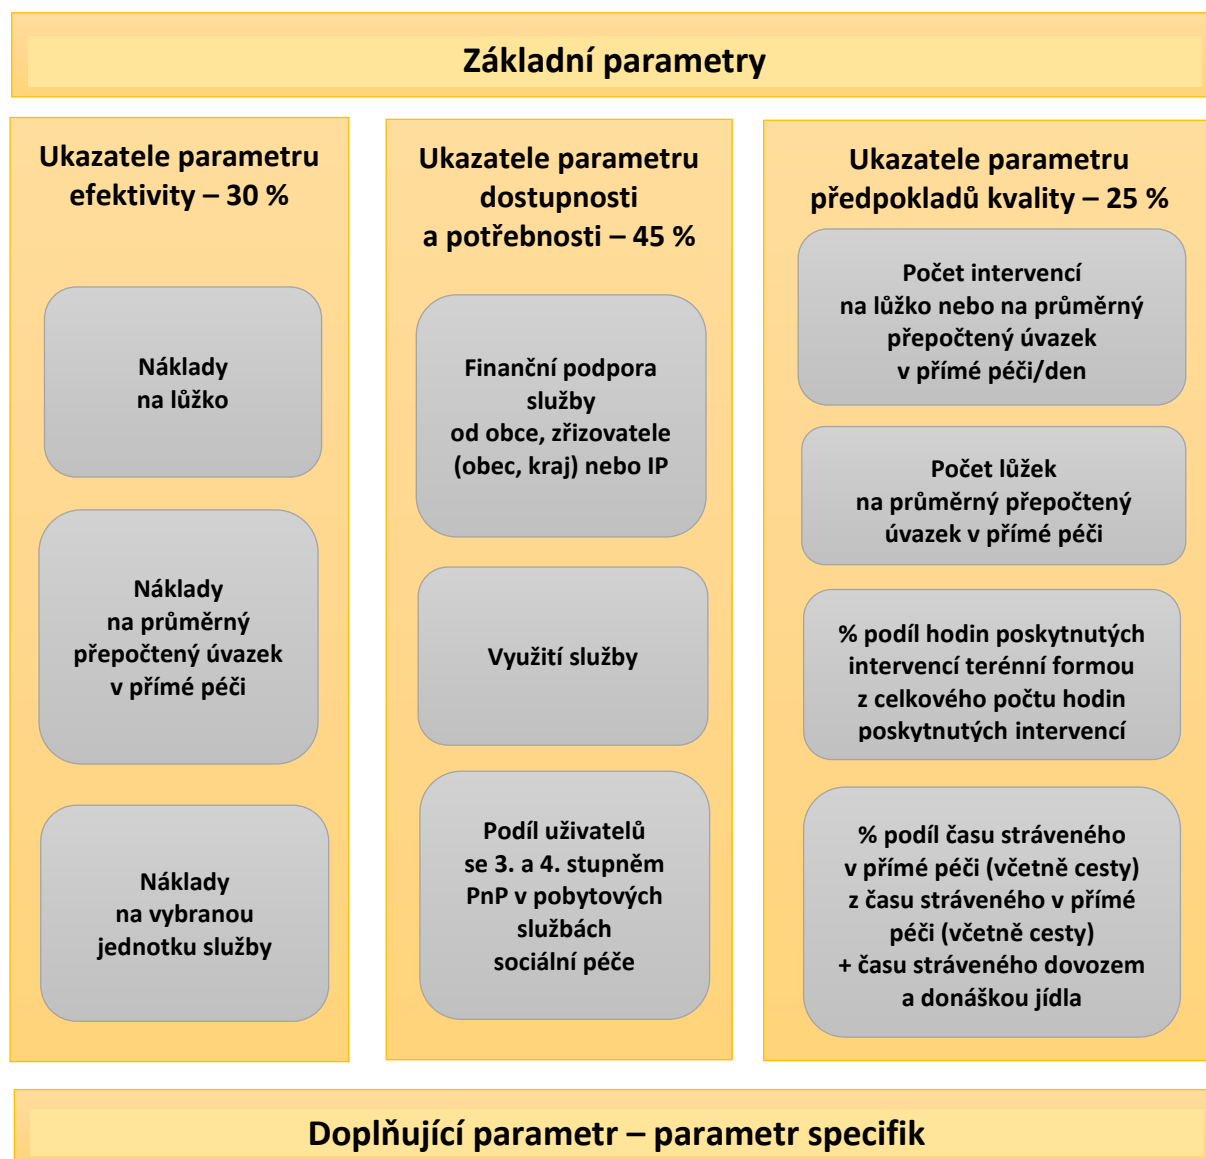 Základní parametry
Ukazatele parametru
efektivity – 30 %
Náklady
na lůžko
Náklady
na průměrný
přepočtený úvazek
v přímé péči
Náklady
na vybranou
jednotku služby
Ukazatele parametru
dostupnosti
a potřebnosti – 45 %
Finanční podpora
služby
od obce, zřizovatele
(obec, kraj) nebo IP
Využití služby
Podíl uživatelů
se 3. a 4. stupněm
PnP v pobytových
službách
sociální péče
Ukazatele parametru
předpokladů kvality – 25 %
Počet intervencí
na lůžko nebo na průměrný
přepočtený úvazek
v přímé péči/den
Počet lůžek
na průměrný přepočtený
úvazek v přímé péči
% podíl hodin poskytnutých
intervencí terénní formou
z celkového počtu hodin
poskytnutých intervencí
% podíl času stráveného
v přímé péči (včetně cesty)
z času stráveného v přímé
péči (včetně cesty)
+ času stráveného dovozem
a donáškou jídla
Doplňující parametr – parametr specifik